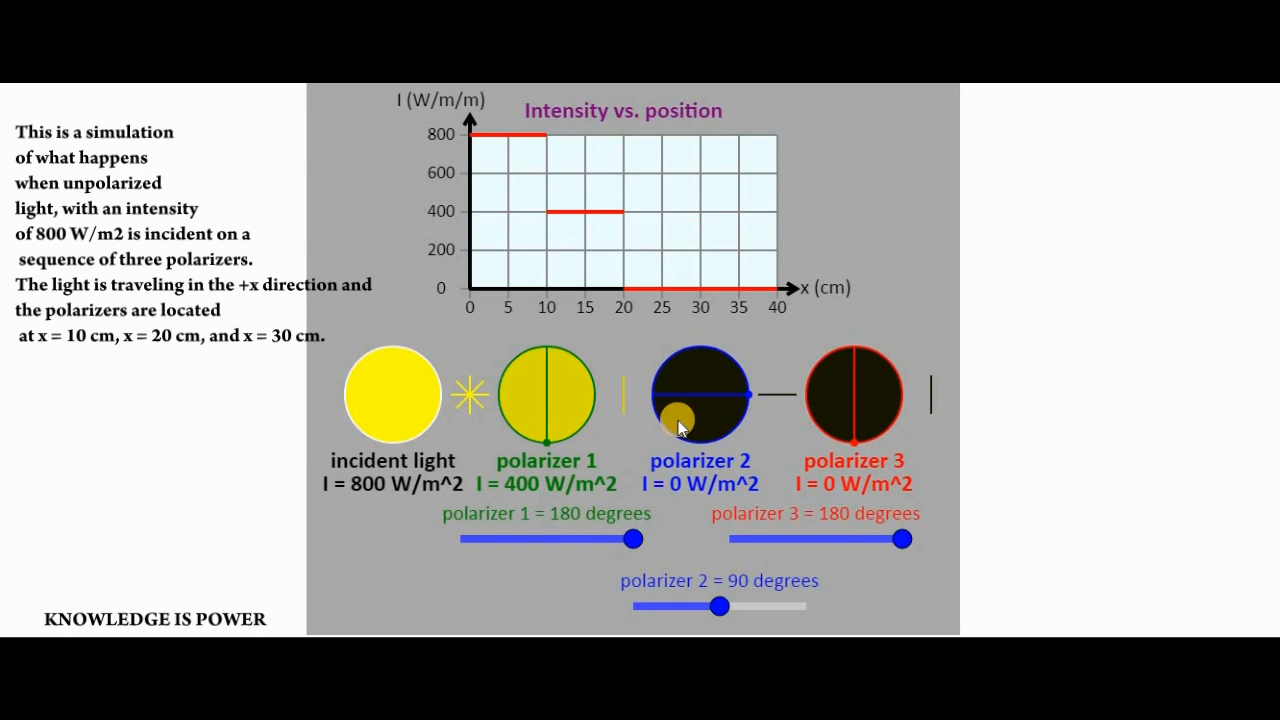 This is a simulation
of what happens
when unpolarized
light, with an intensity
of 800 W/m2 is incident on a
sequence of three polarizers.
The light is traveling in the +x direction and
the polarizers are located
at x = 10 cm, x = 20 cm, and x = 30 cm.
KNOWLEDGE IS POWER
I (W/m/m)
Intensity vs. position
800
600
400
200
0
0 5 10 15 20 25 30 35 40
x (cm)
incident light polarizer 1 polarizer 2 polarizer 3
I = 800 W/m^2 I = 400 W/m^2 I = 0 W/m^2 I = 0 W/m^2
polarizer 1 = 180 degrees polarizer 3 = 180 degrees
polarizer 2 = 90 degrees